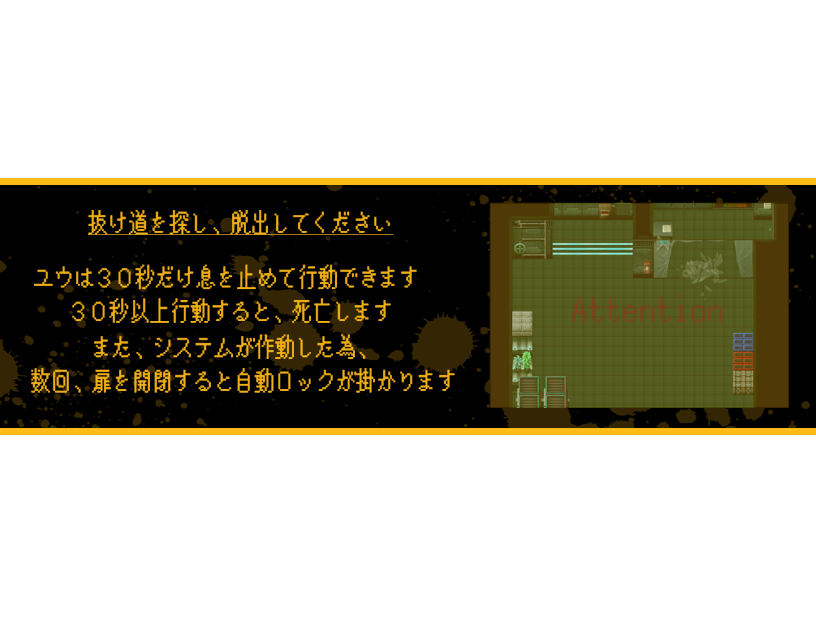 抜け道を探し、脱出してください
ユウは３０秒だけ息を止めて行動できます
３０秒以上行動すると、死亡します
また、システムが作動した為、
数回、扉を開閉すると自動ロックが掛かります
Attention